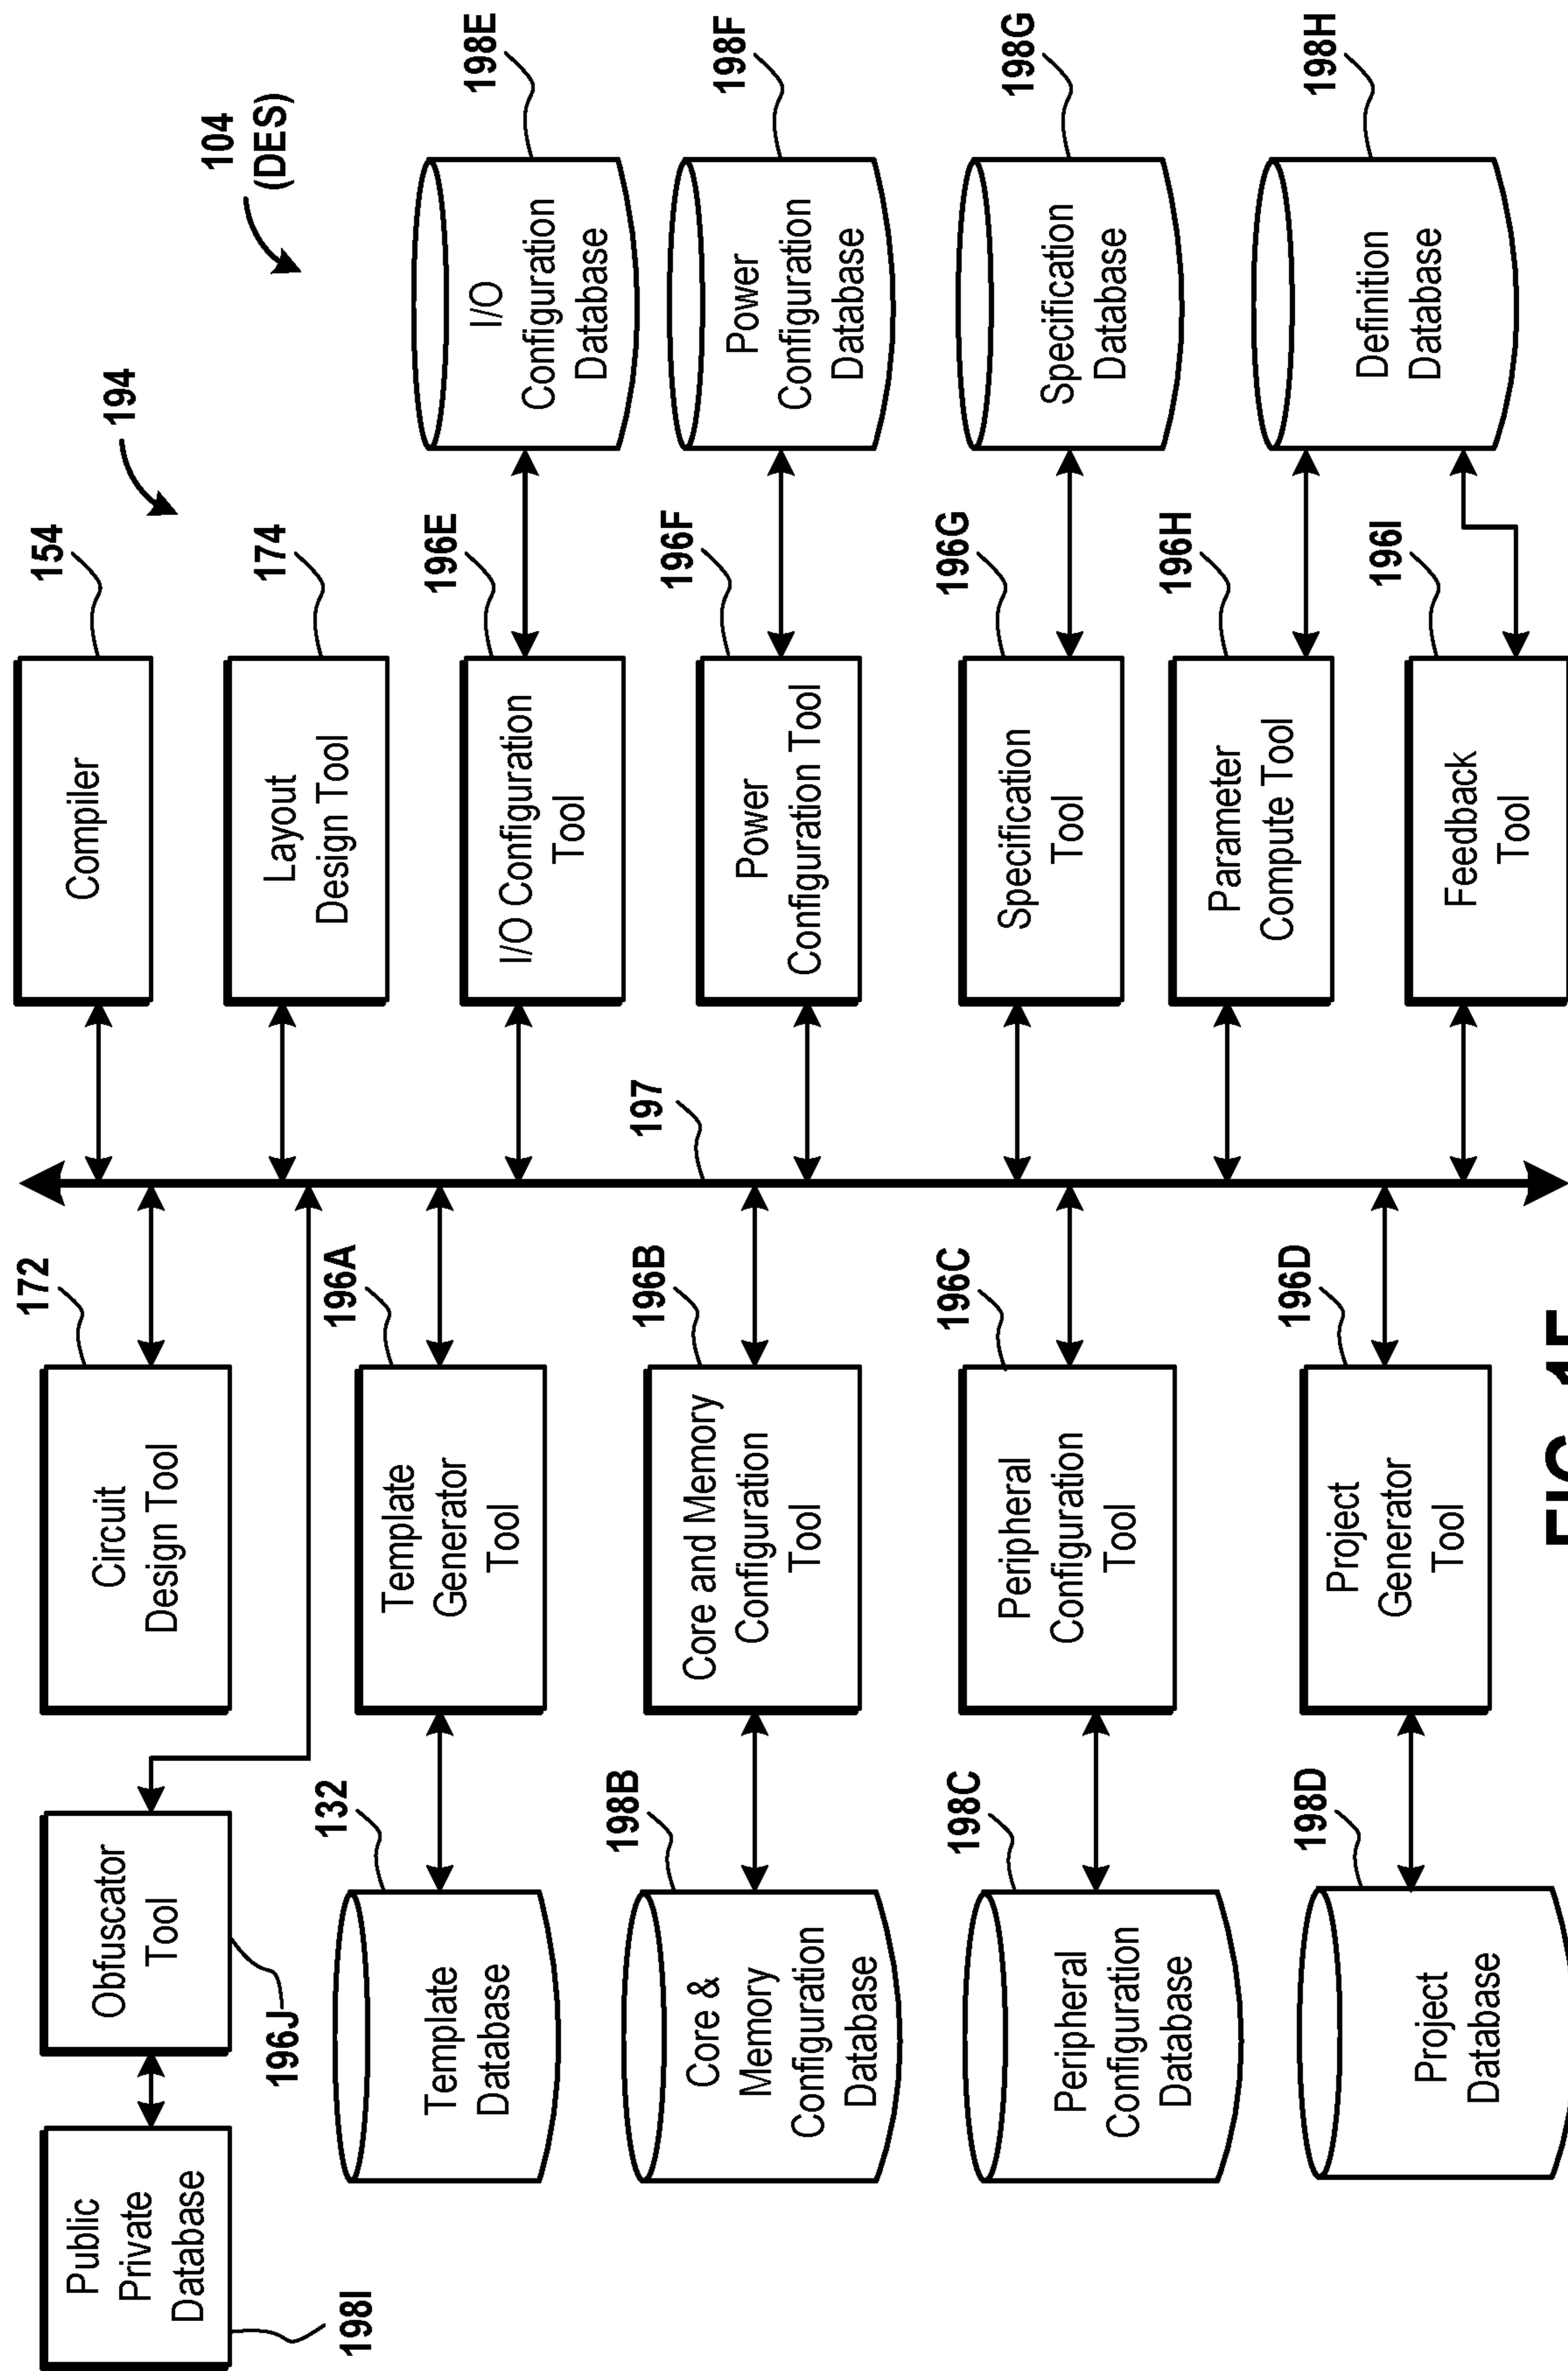 Public
Private
Database
198I
Obfuscator
Tool
196J
172
Circuit
Design Tool
154
Compiler
194
104
(DES)
174
Layout
Design Tool
132
Template
Database
196A
Template
Generator
Tool
196E
I/O Configuration
Tool
198E
I/O
Configuration
Database
198B
Core &
Memory
Configuration
Database
196B
Core and Memory
Configuration
Tool
197
196F
Power
Configuration Tool
198F
Power
Configuration
Database
198C
Peripheral
Configuration
Database
196C
Peripheral
Configuration
Tool
196G
Specification
Tool
198G
Specification
Database
196H
Parameter
Compute Tool
198H
Definition
Database
198D
Project
Database
196D
Project
Generator
Tool
196I
Feedback
Tool